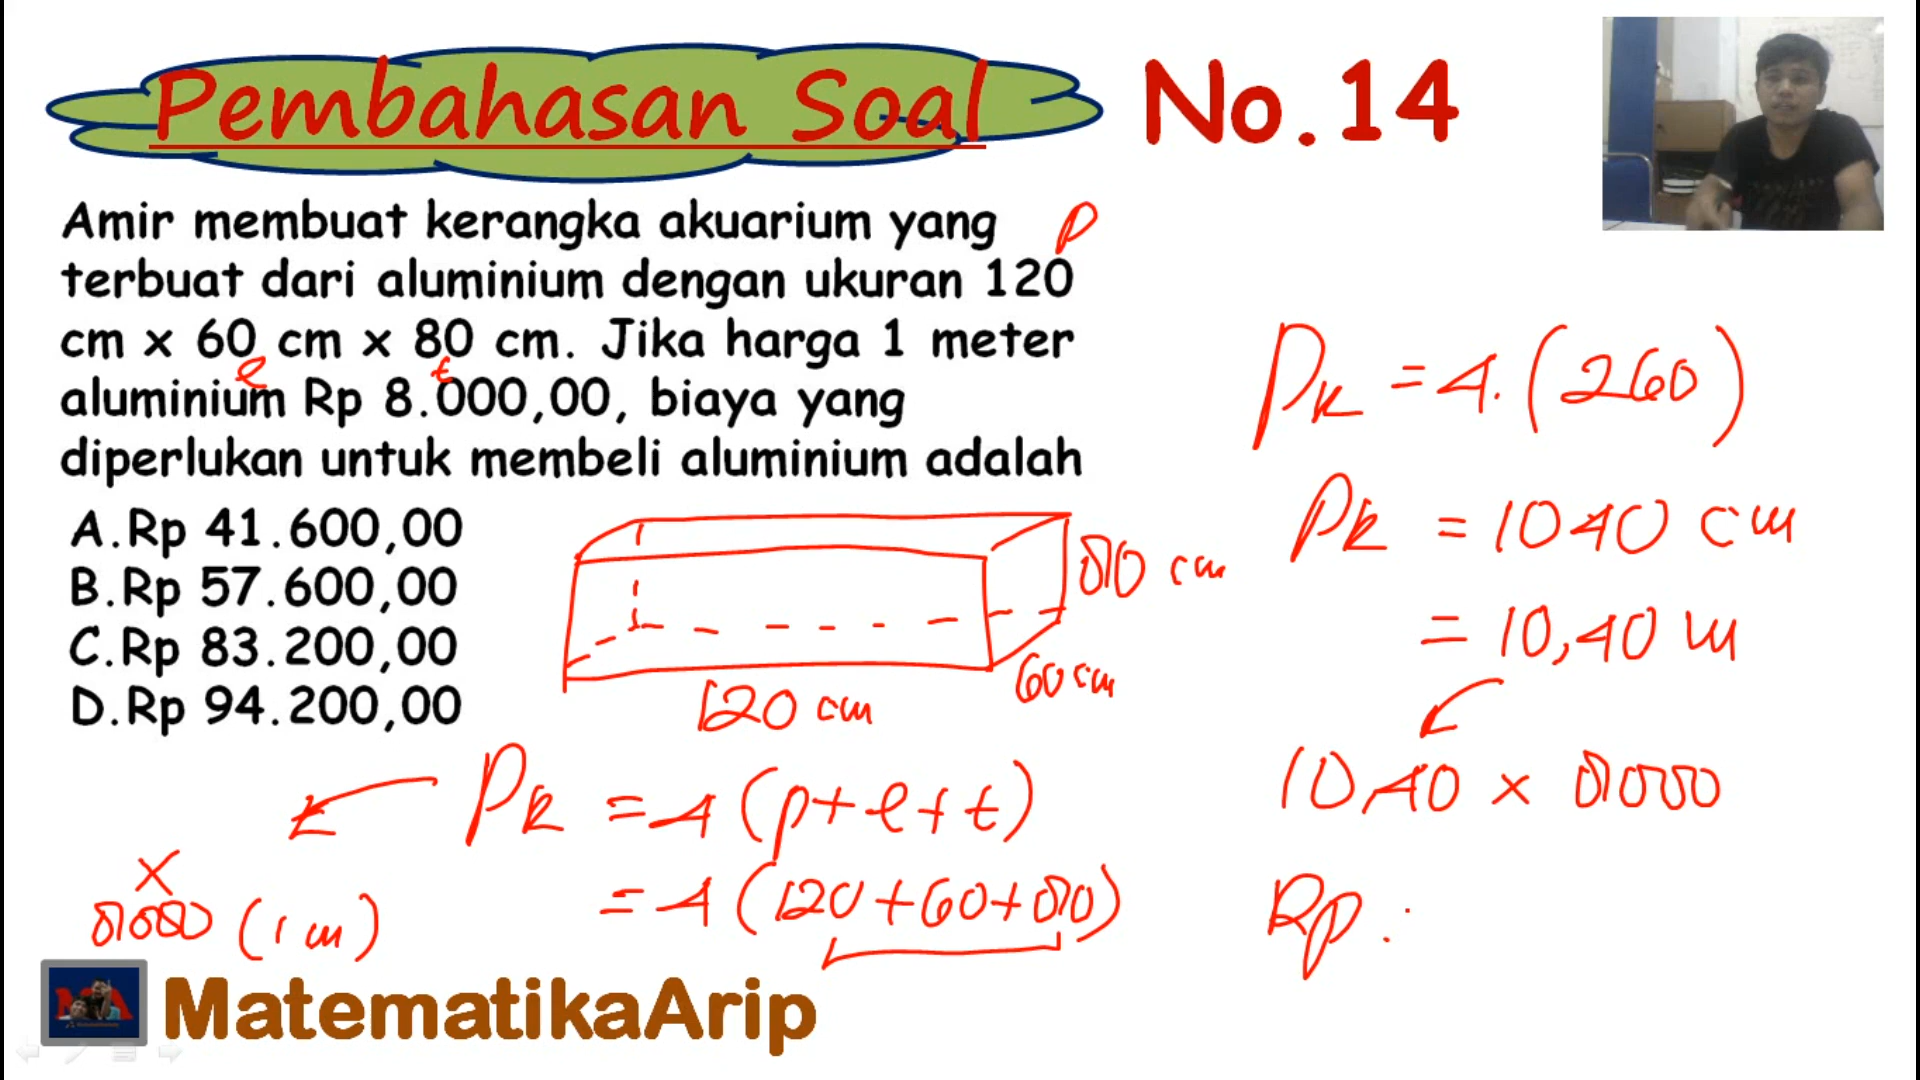 Pembahasan Soal No.14
Amir membuat kerangka akuarium yang
p
terbuat dari aluminium dengan ukuran 120
cm x 60 cm x 80 cm. Jika harga 1 meter
l t
aluminium Rp 8.000,00, biaya yang
diperlukan untuk membeli aluminium adalah
A.Rp 41.600,00
B.Rp 57.600,00
C.Rp 83.200,00
D.Rp 94.200,00
80 cm
60 cm
120 cm
Pk = 4 (p+l+t)
= 4 (120+60+80)
x
8000 (1 m)
Pk = 4.(260)
Pk = 1040 cm
= 10,40 m
10,40 x 8000
Rp.
MatematikaArip